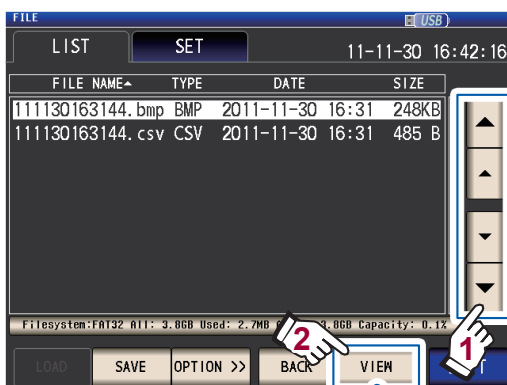 FILE
USB
LIST SET 11-11-30 16:42:16
FILE NAME▲ TYPE DATE SIZE
111130163144.bmp BMP 2011-11-30 16:31 248KB
111130163144.csv CSV 2011-11-30 16:31 485 B
Filesystem:FAT32 All: 3.8GB Used: 2.7MB 3.8GB Capacity: 0.1%
2
1
LOAD SAVE OPTION >> BACK VIEW